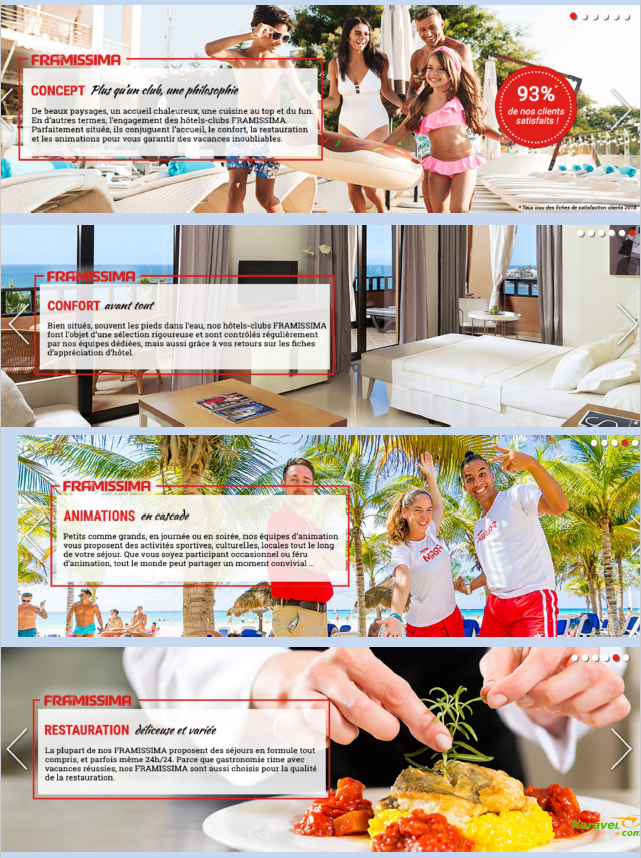 FRAMISSIMA
CONCEPT Plus qu'un club, une philosophie
De beaux paysages, un accueil chaleureux, une cuisine au top et du fun.
En d'autres termes, l'engagement des hôtels-clubs FRAMISSIMA.
Parfaitement situés, ils conjuguent l'accueil, le confort, la restauration
et les animations pour vous garantir des vacances inoubliables.
93%
de nos clients
satisfaits !
* Taux issu des fiches de satisfaction clients 2018
FRAMISSIMA
CONFORT avant tout
Bien situés, souvent les pieds dans l'eau, nos hôtels-clubs FRAMISSIMA
font l'objet d'une sélection rigoureuse et sont contrôlés régulièrement
par nos équipes dédiées, mais aussi grâce à vos retours sur les fiches
d'appréciation d'hôtel.
FRAMISSIMA
ANIMATIONS en cascade
Petits comme grands, en journée ou en soirée, nos équipes d'animation
vous proposent des activités sportives, culturelles, locales tout le long
de votre séjour. Que vous soyez participant occasionnel ou féru
d'animation, tout le monde peut partager un moment convivial ...
FRAMISSIMA
RESTAURATION délicieuse et variée
La plupart de nos FRAMISSIMA proposent des séjours en formule tout
compris, et parfois même 24h/24. Parce que gastronomie rime avec
vacances réussies, nos FRAMISSIMA sont aussi choisis pour la qualité
de la restauration.
Karavel
.com